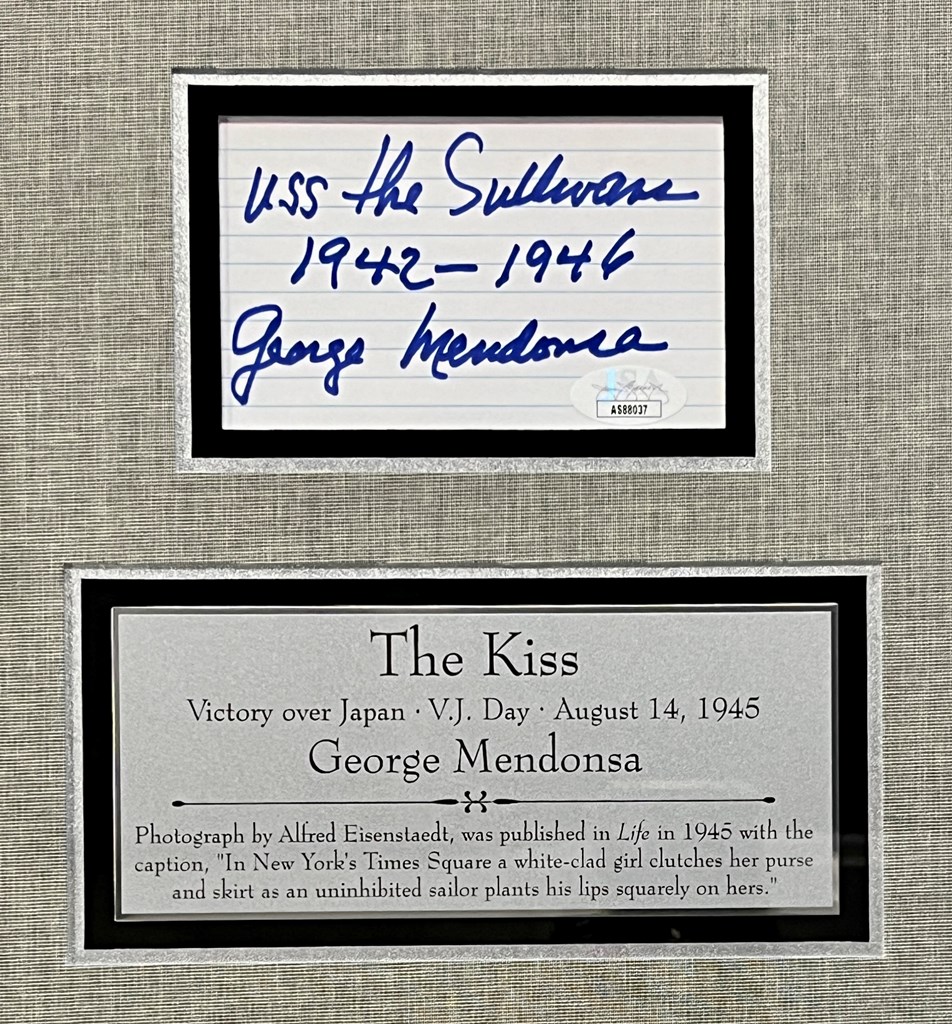 USS the Sullivans
1942 – 1946
George Mendonsa
JSA
AS88037
The Kiss
Victory over Japan · V.J. Day · August 14, 1945
George Mendonsa
Photograph by Alfred Eisenstaedt, was published in Life in 1945 with the
caption, "In New York's Times Square a white-clad girl clutches her purse
and skirt as an uninhibited sailor plants his lips squarely on hers."